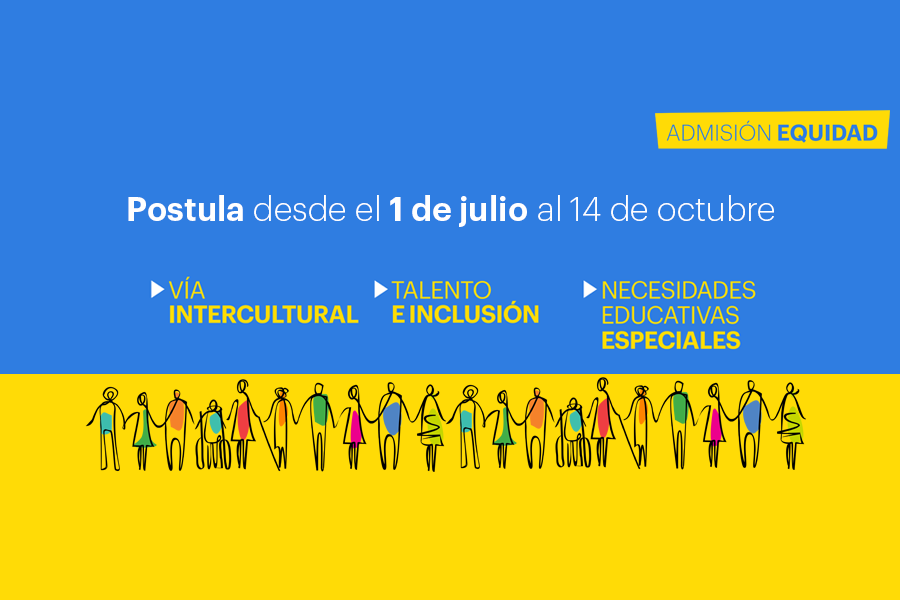 ADMISIÓN EQUIDAD
Postula desde el 1 de julio al 14 de octubre
VÍA
INTERCULTURAL
TALENTO
E INCLUSIÓN
NECESIDADES
EDUCATIVAS
ESPECIALES